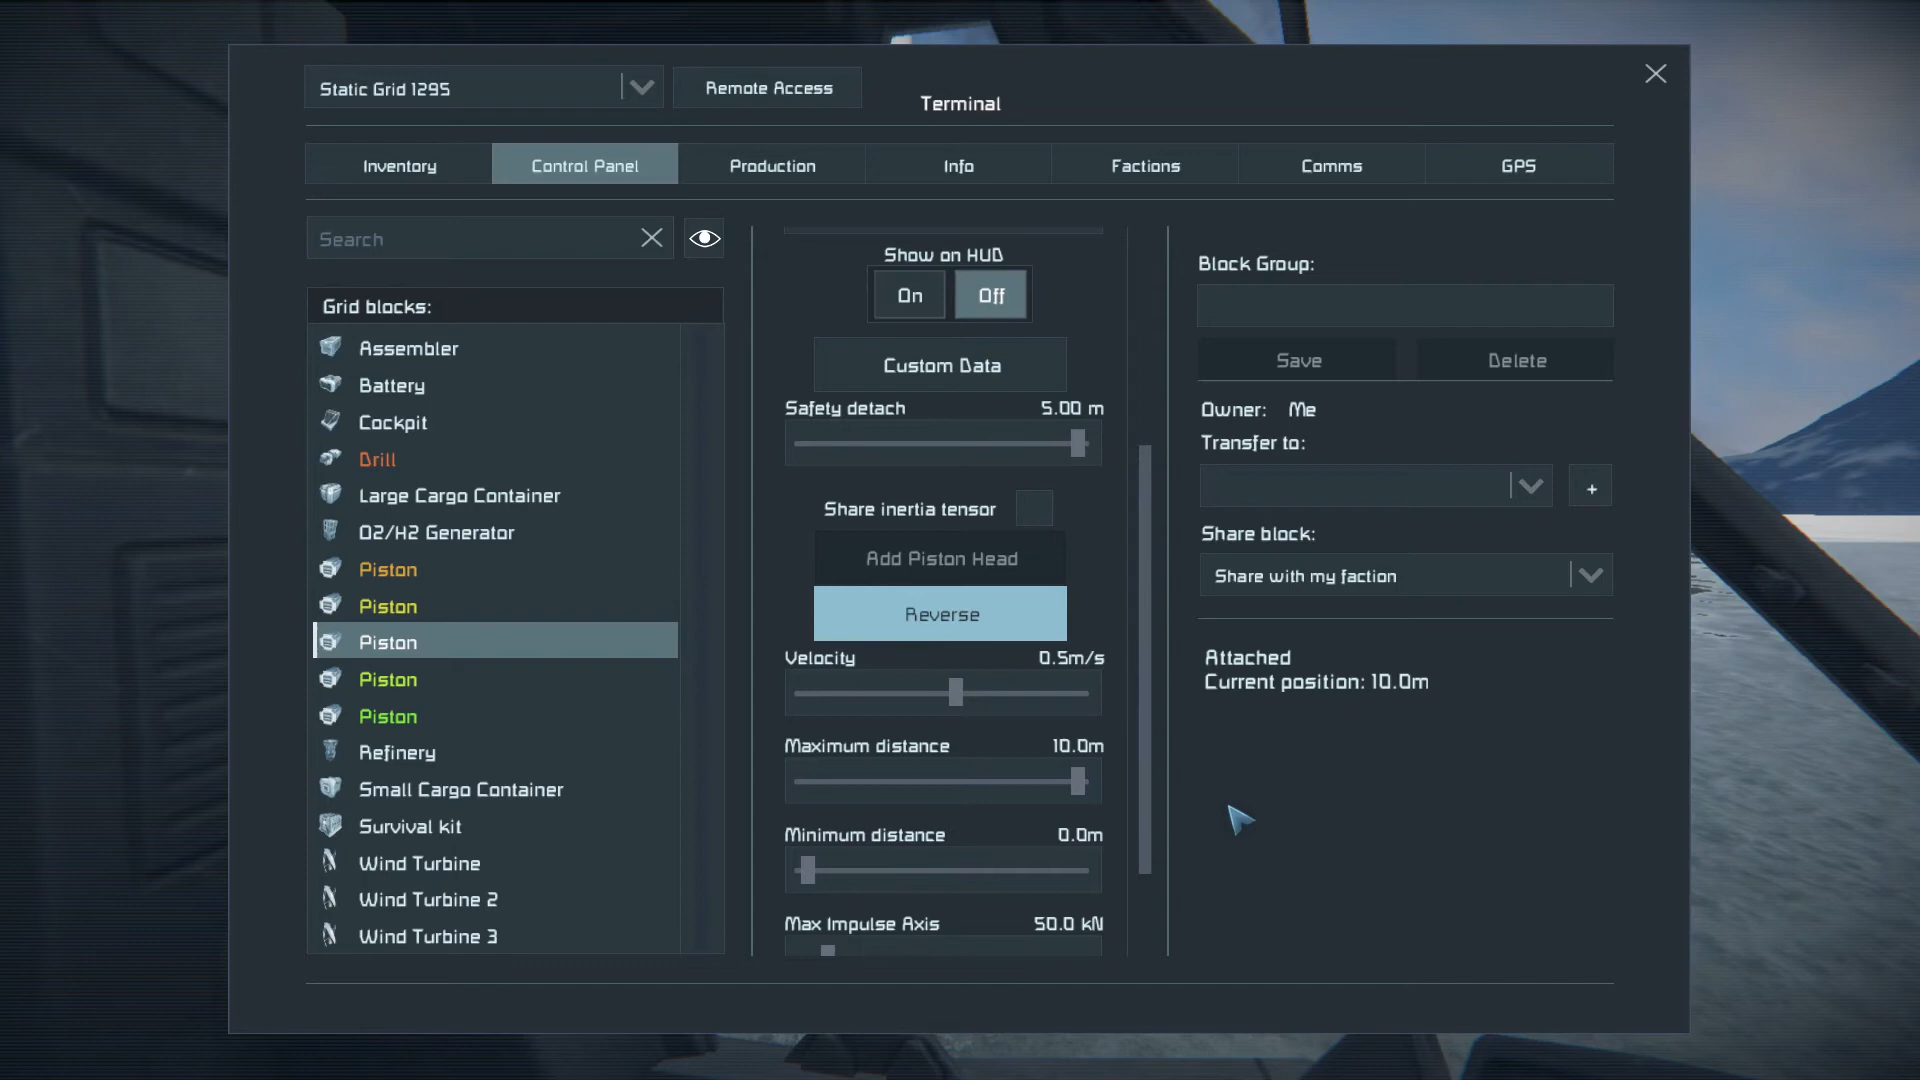 Static Grid 1295
Remote Access
Terminal
Inventory
Control Panel
Production
Info
Factions
Comms
GPS
Search
Grid blocks:
Assembler
Battery
Cockpit
Drill
Large Cargo Container
O2/H2 Generator
Piston
Piston
Piston
Piston
Piston
Refinery
Small Cargo Container
Survival kit
Wind Turbine
Wind Turbine 2
Wind Turbine 3
Show on HUD
On Off
Custom Data
Safety detach 5.00 m
Share inertia tensor
Add Piston Head
Reverse
Velocity 0.5m/s
Maximum distance 10.0m
Minimum distance 0.0m
Max Impulse Axis 50.0 kN
Block Group:
Save Delete
Owner: Me
Transfer to:
+
Share block:
Share with my faction
Attached
Current position: 10.0m